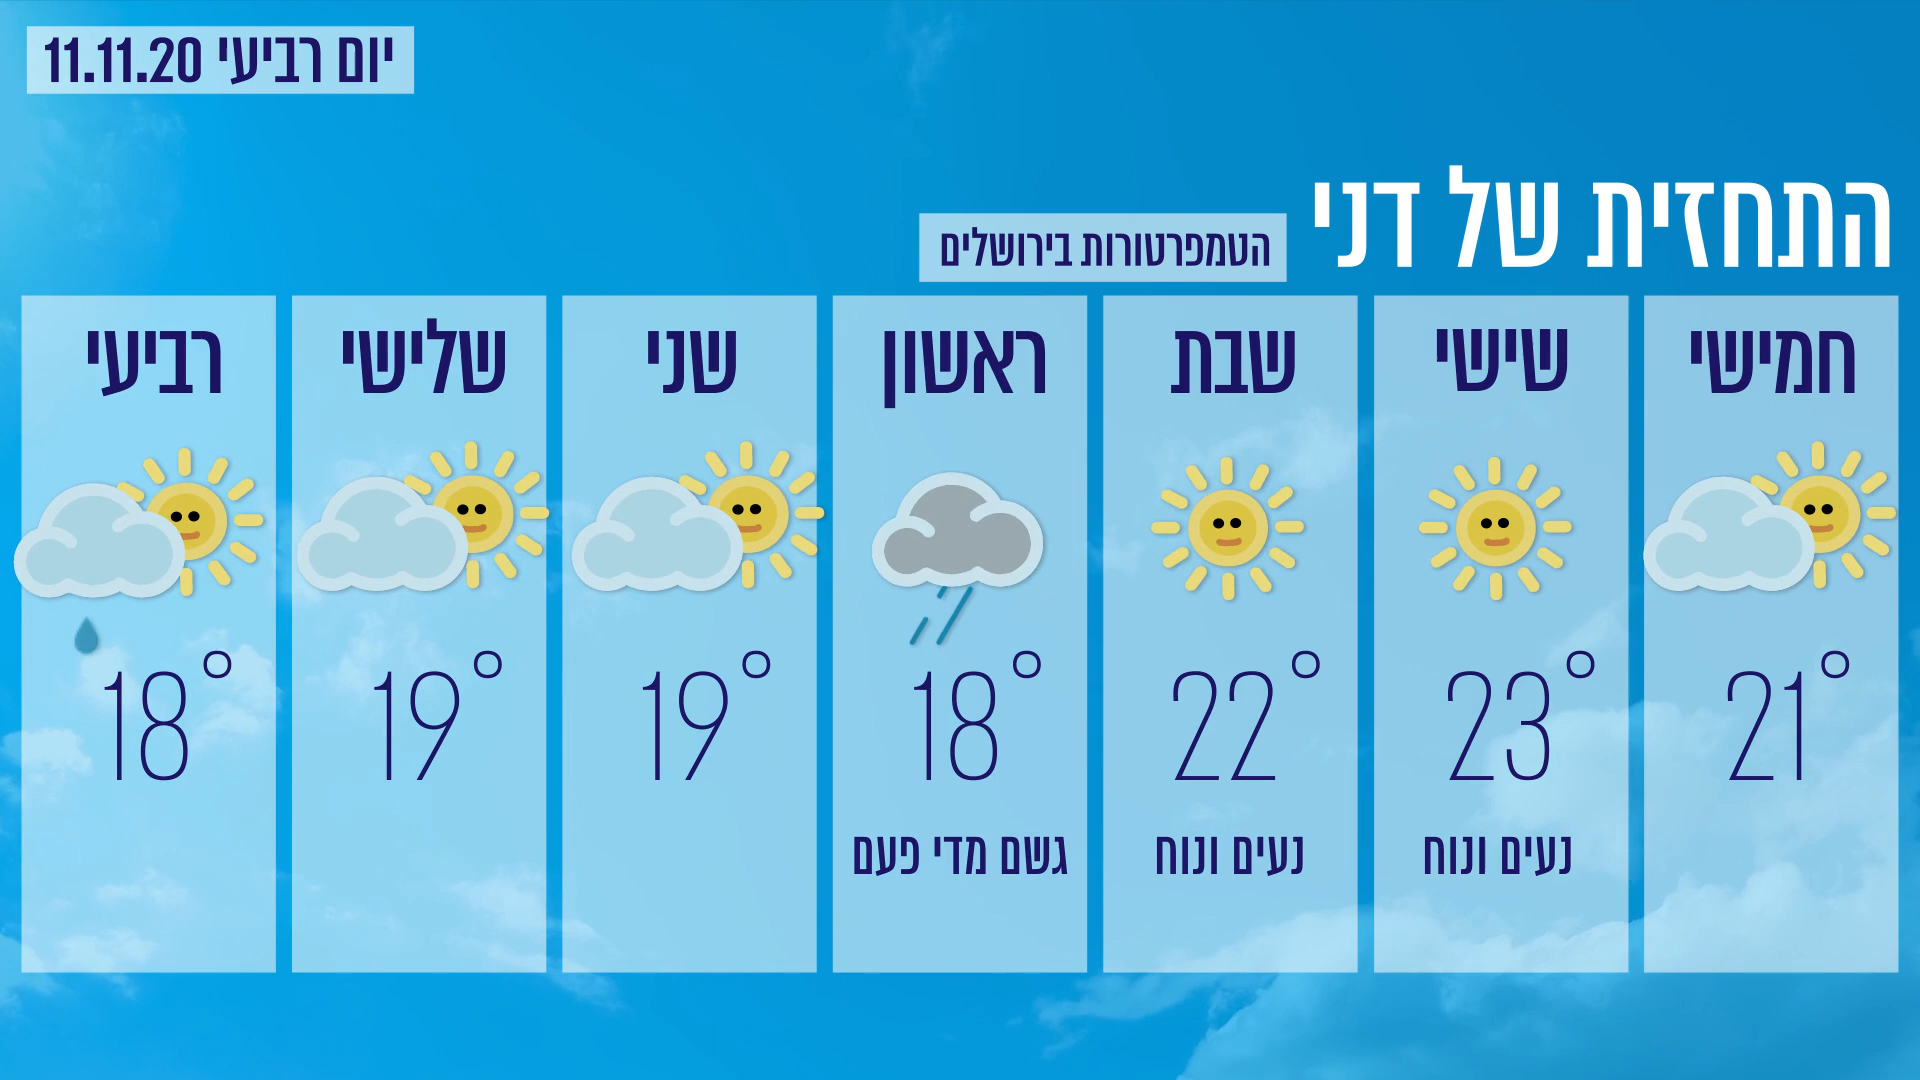 יום רביעי 11.11.20
התחזית של דני
הטמפרטורות בירושלים
חמישי
21°
שישי
23°
נעים ונוח
שבת
22°
נעים ונוח
ראשון
18°
גשם מדי פעם
שני
19°
שלישי
19°
רביעי
18°